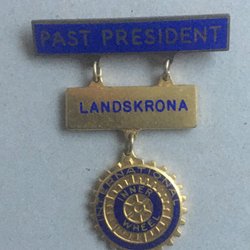 PAST PRESIDENT
LANDSKRONA
INTERNATIONAL
INNER
WHEEL